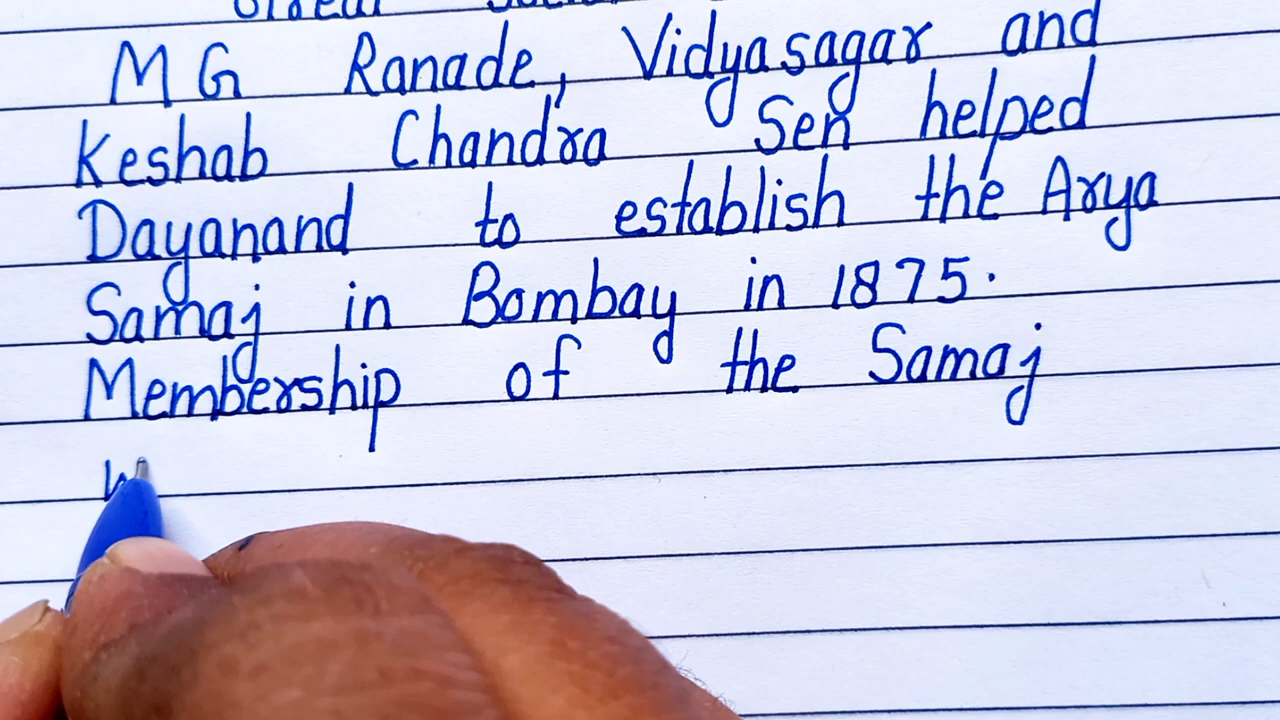 M G Ranade, Vidyasagar and
Keshab Chandra Sen helped
Dayanand to establish the Arya
Samaj in Bombay in 1875.
Membership of the Samaj